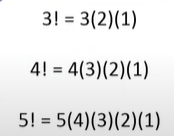 3! = 3(2)(1)
4! = 4(3)(2)(1)
5! = 5(4)(3)(2)(1)